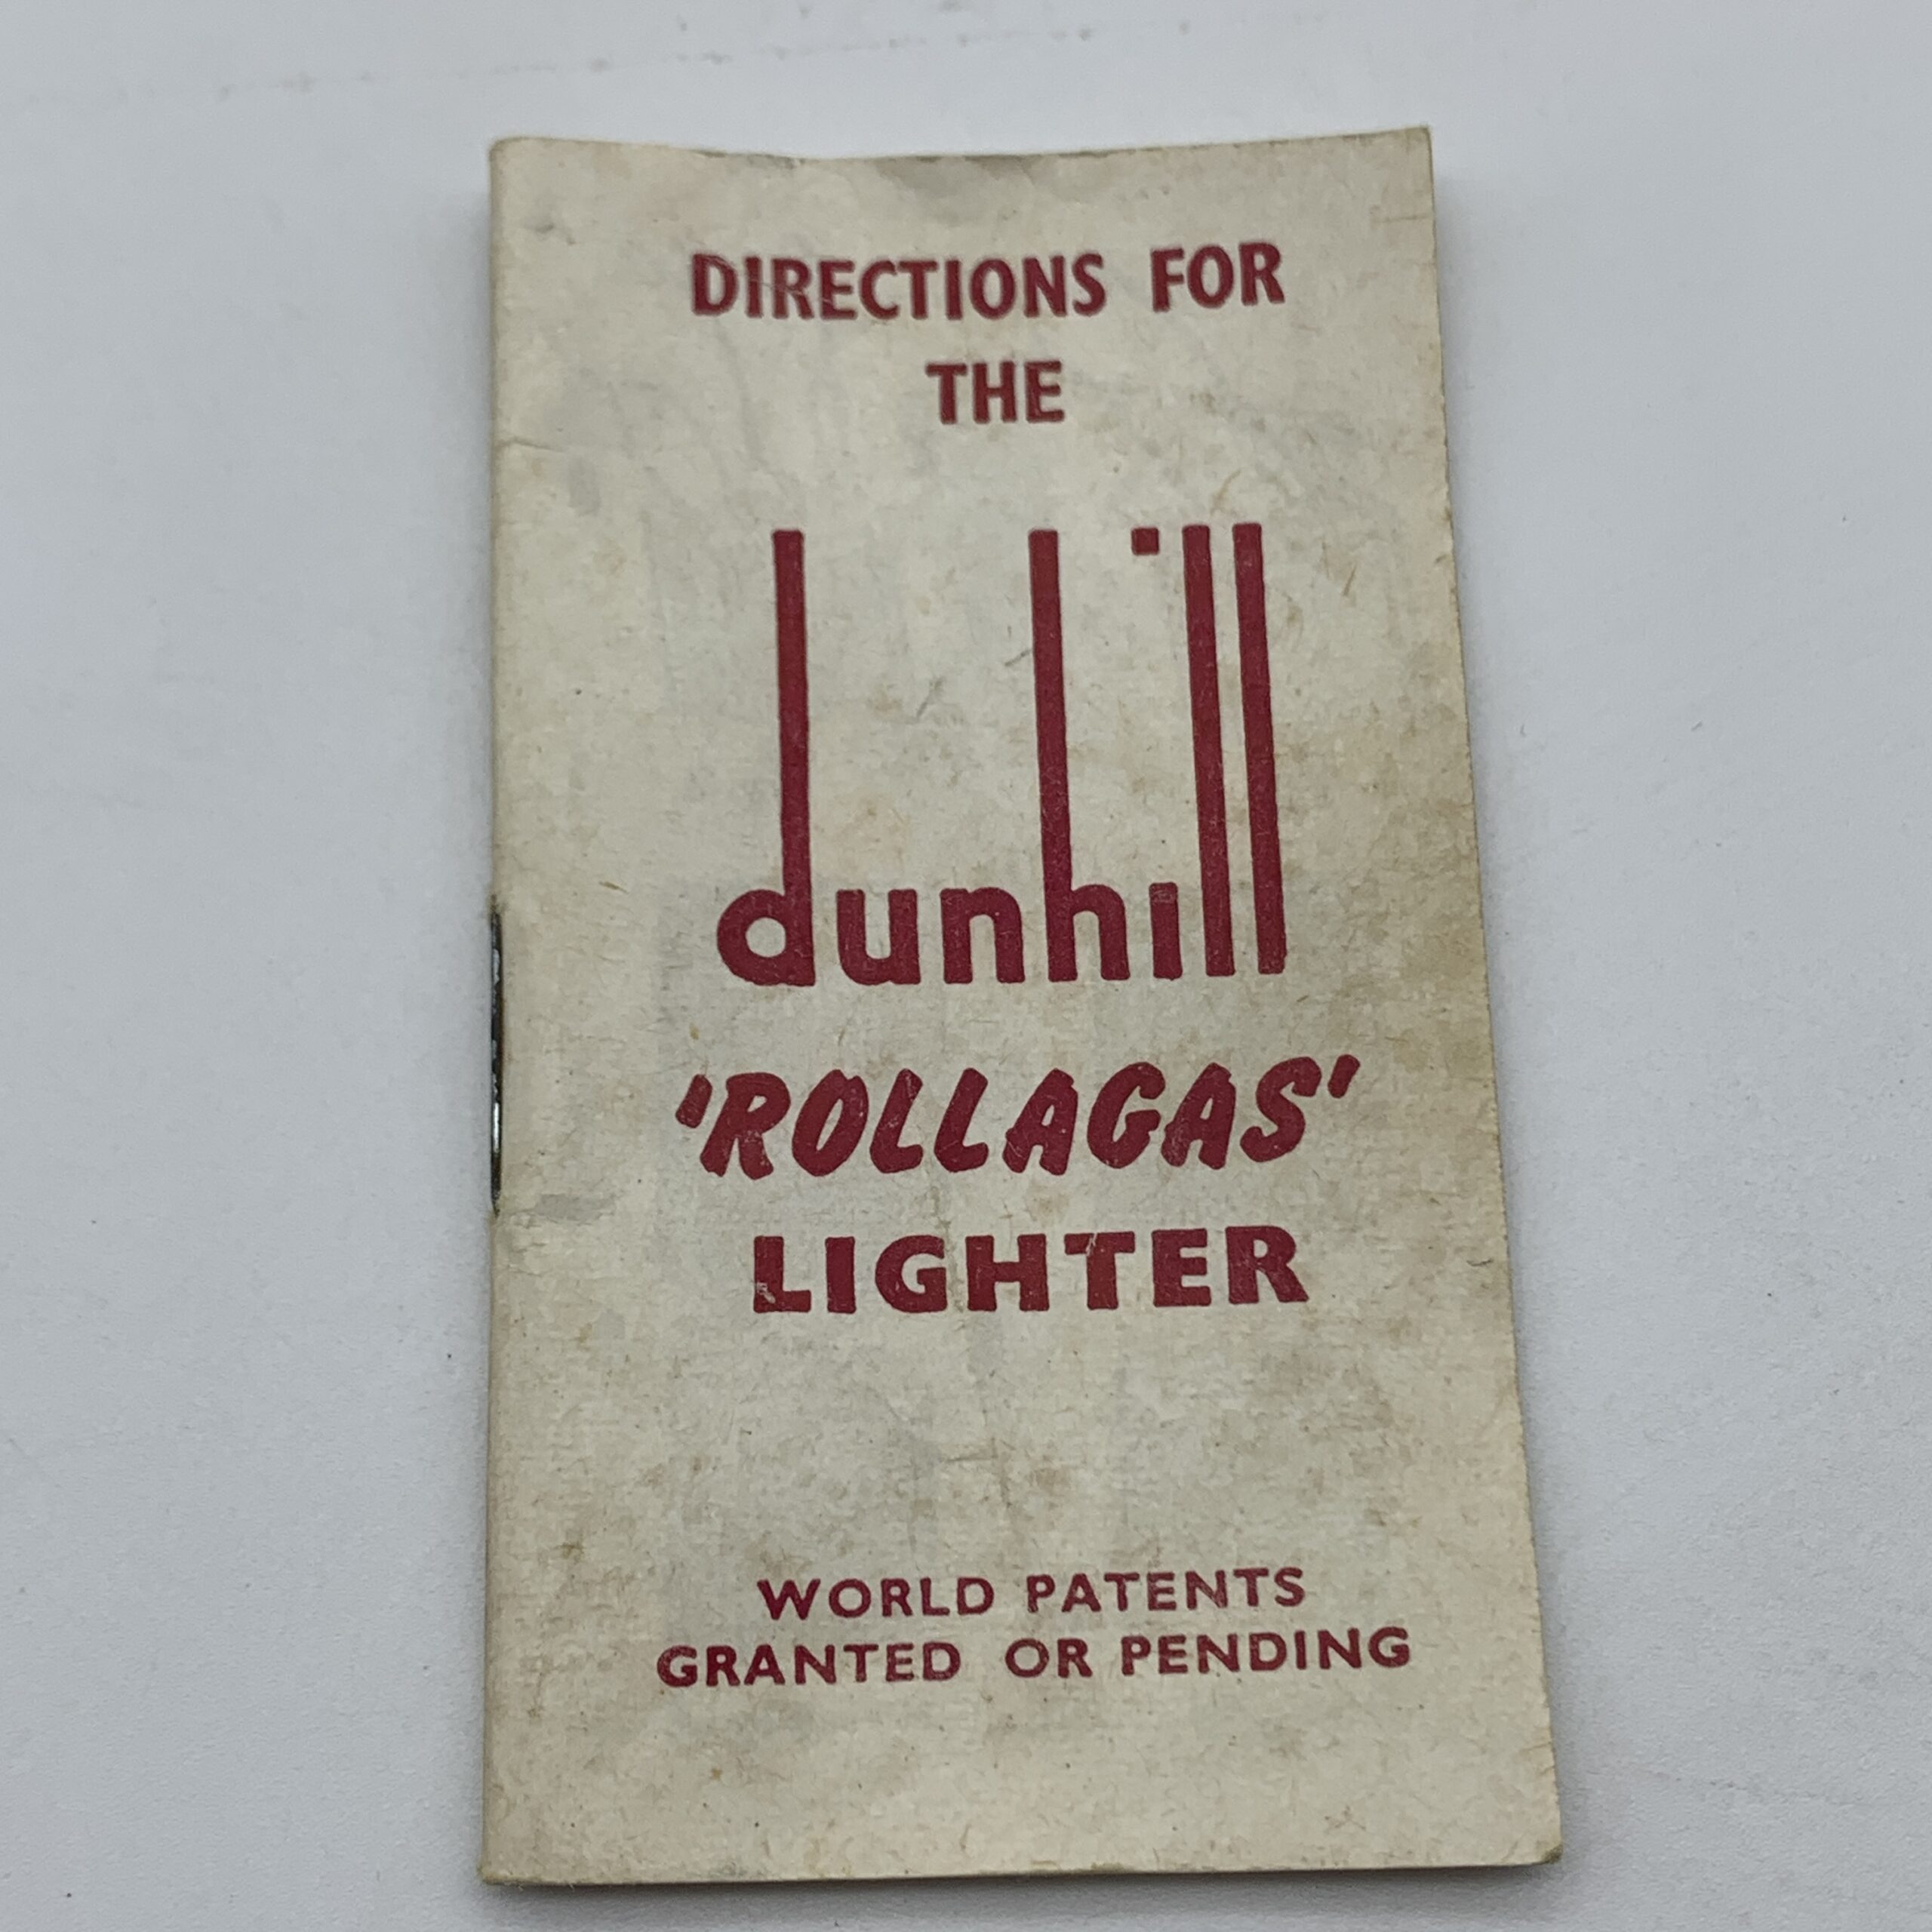 DIRECTIONS FOR
THE
dunhill
'ROLLAGAS'
LIGHTER
WORLD PATENTS
GRANTED OR PENDING